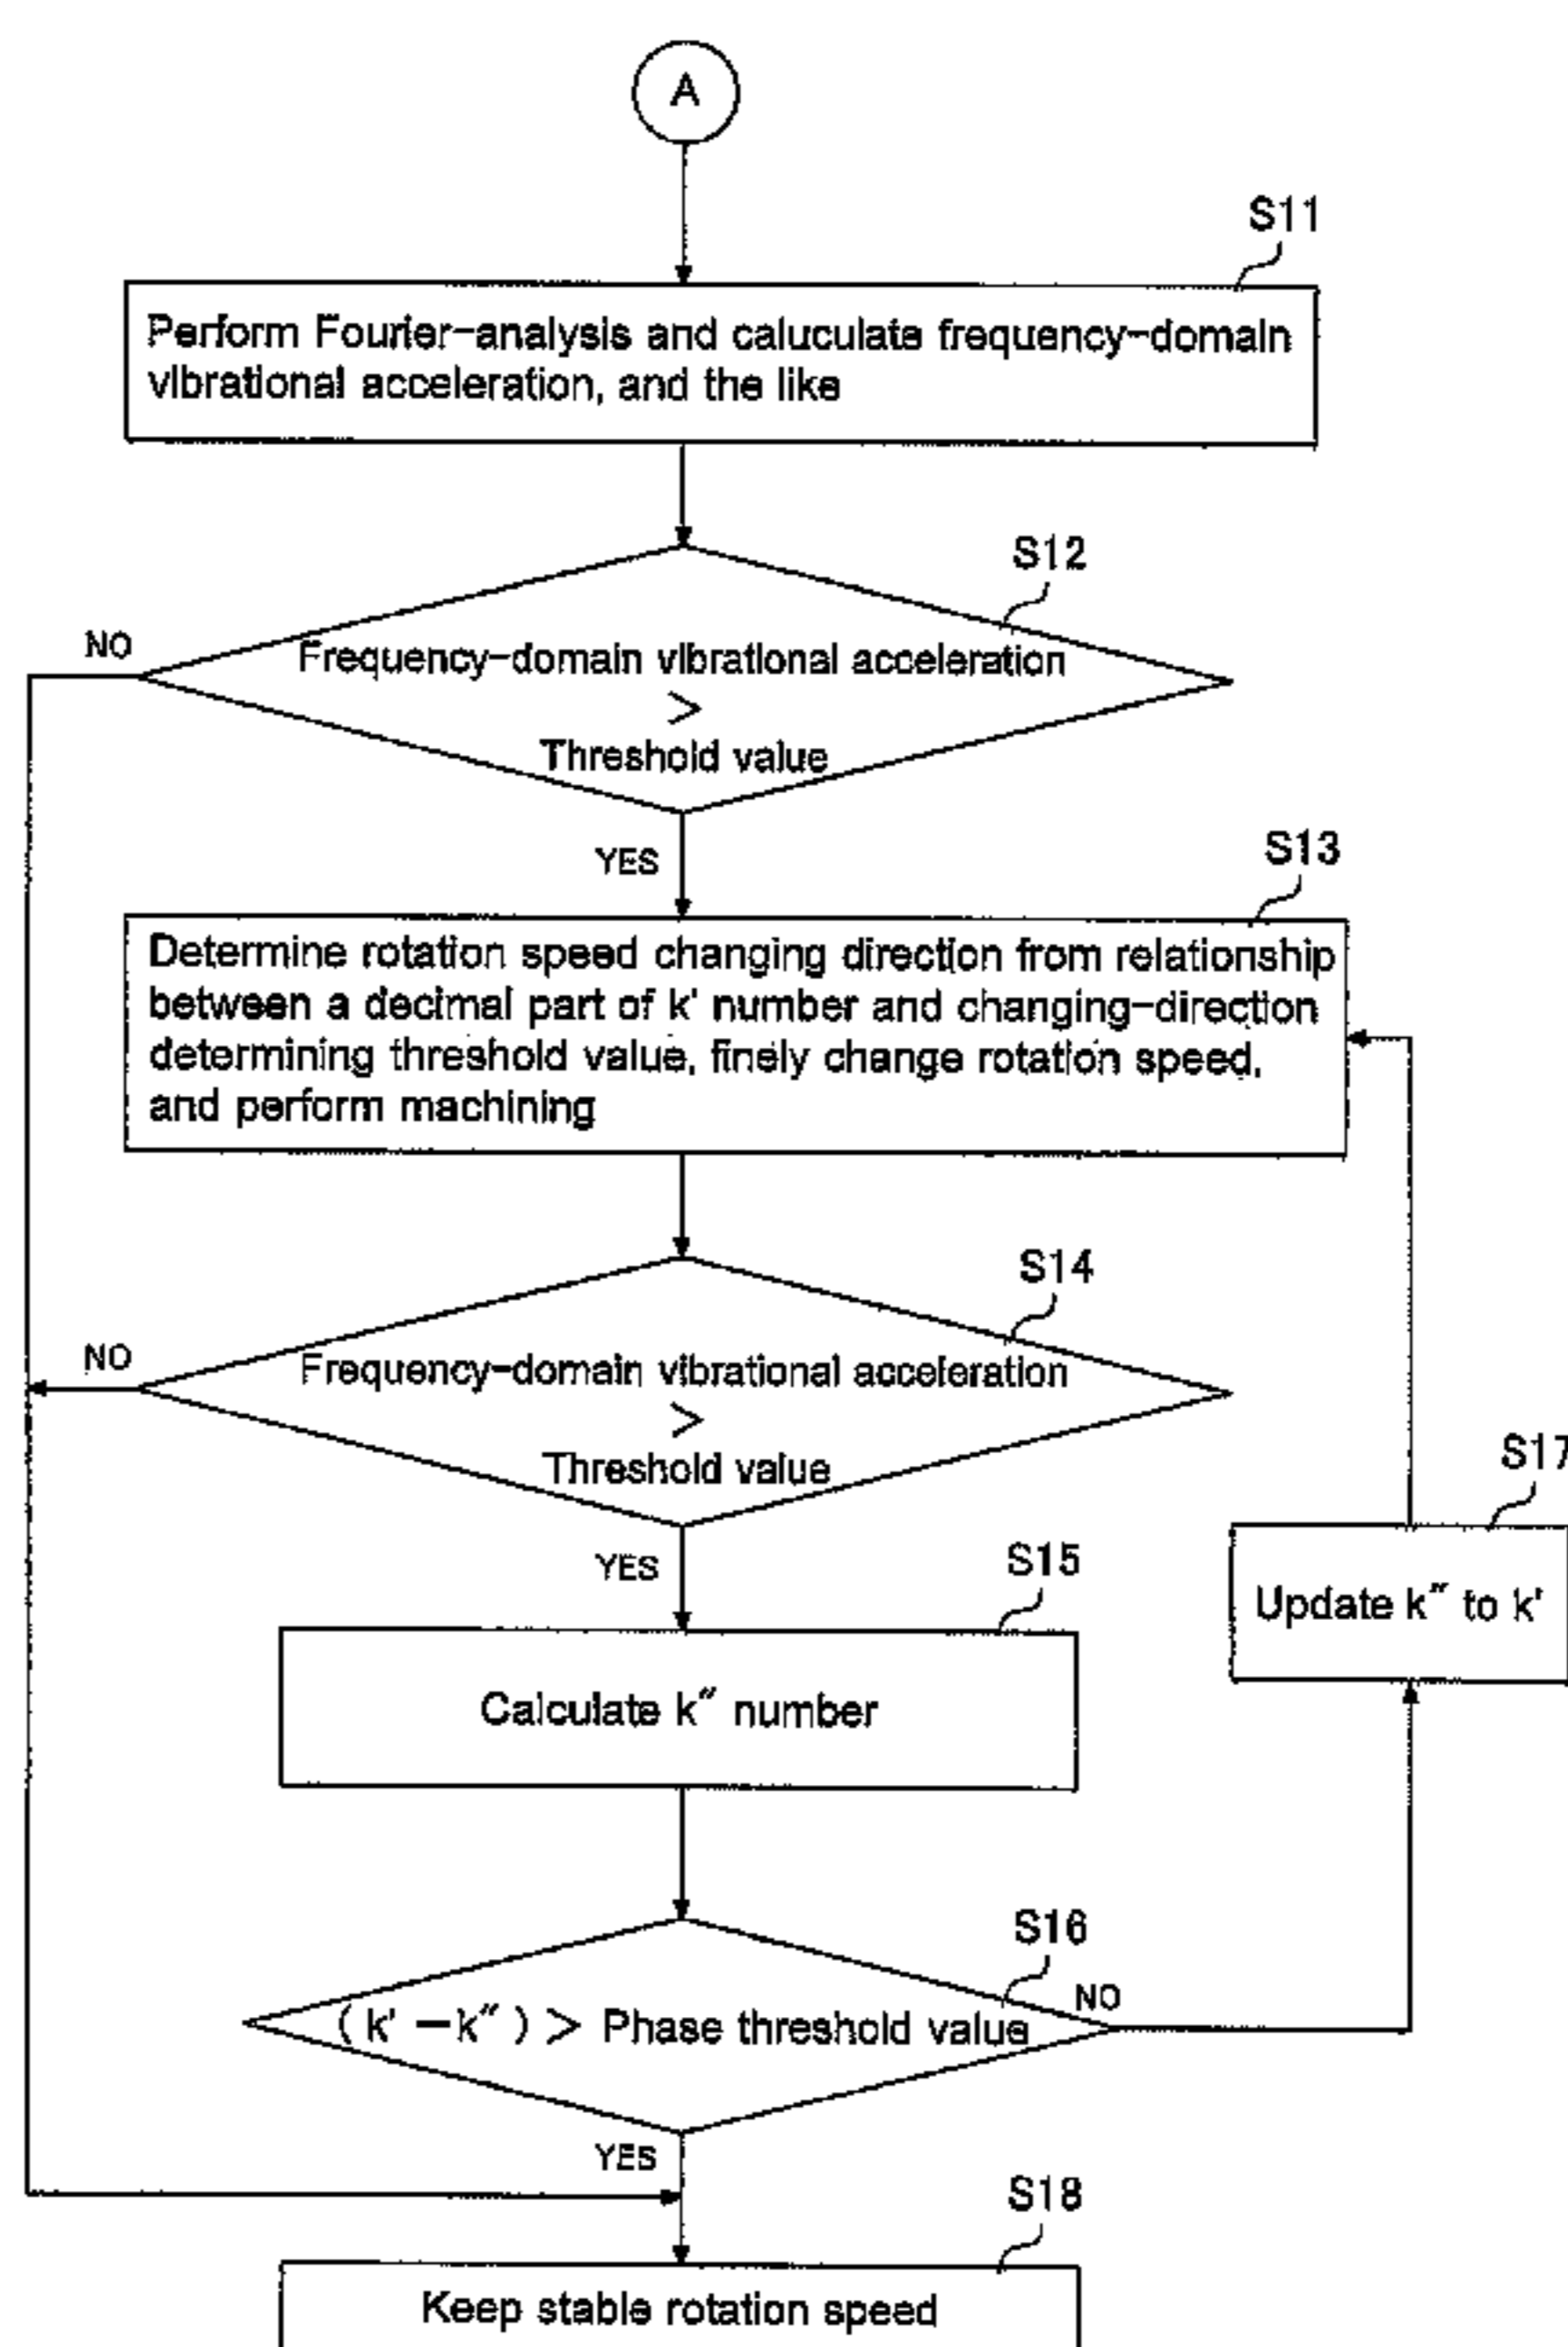 A
S11
Perform Fourier-analysis and caluculate frequency-domain
vibrational acceleration, and the like
S12
NO
Frequency-domain vibrational acceleration
>
Threshold value
YES
S13
Determine rotation speed changing direction from relationship
between a decimal part of k' number and changing-direction
determining threshold value, finely change rotation speed,
and perform machining
S14
NO
Frequency-domain vibrational acceleration
>
Threshold value
S17
YES
S15
Update k″ to k'
Calculate k″ number
S16
NO
( k' - k″ ) > Phase threshold value
YES
S18
Keep stable rotation speed